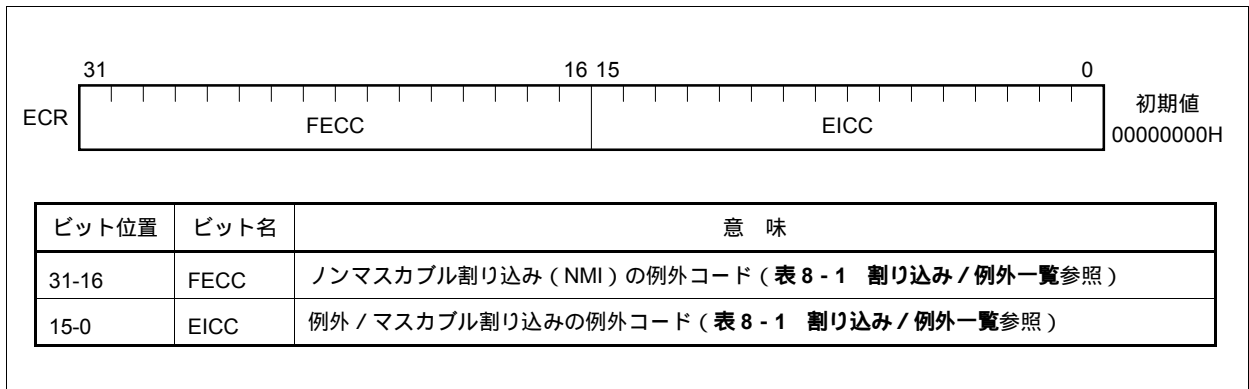 31 16 15 0
ECR FECC EICC 初期値
00000000H
ビット位置 ビット名 意 味
31-16 FECC ノンマスカブル割り込み(NMI)の例外コード(表8-1 割り込み/例外一覧参照)
15-0 EICC 例外/マスカブル割り込みの例外コード(表8-1 割り込み/例外一覧参照)